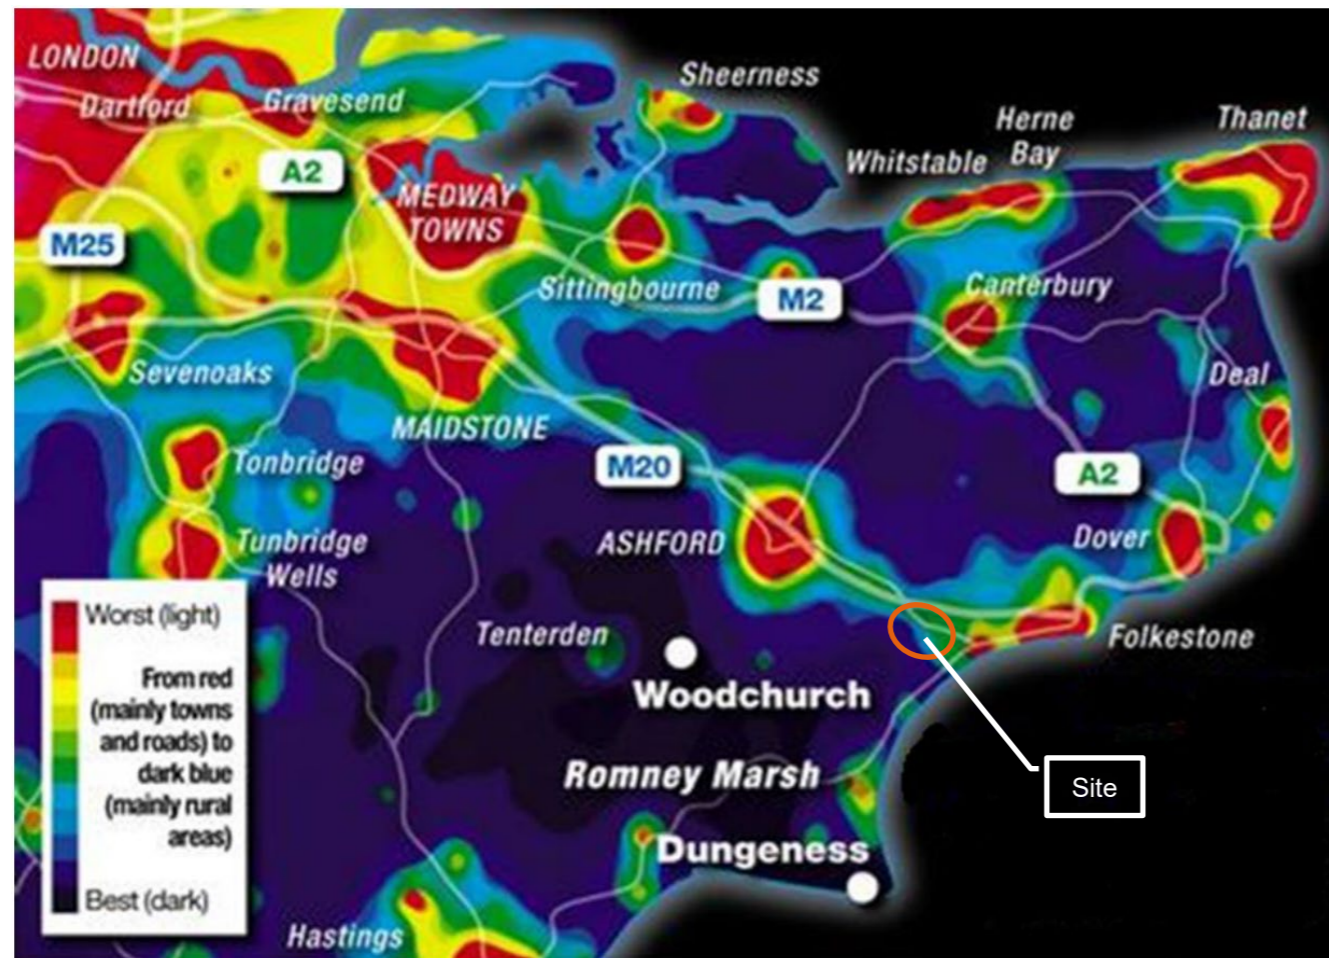 LONDON
Sheerness
Dartford
Gravesend
Herne
Bay
Thanet
Whitstable
A2
MEDWAY
TOWNS
M25
Sittingbourne
M2
Canterbury
Sevenoaks
Deal
MAIDSTONE
Tonbridge
M20
A2
ASHFORD
Dover
Tunbridge
Wells
Worst (light)
From red
(mainly towns
and roads) to
dark blue
(mainly rural
areas)
Best (dark)
Tenterden
Folkestone
Woodchurch
Romney Marsh
Site
Dungeness
Hastings